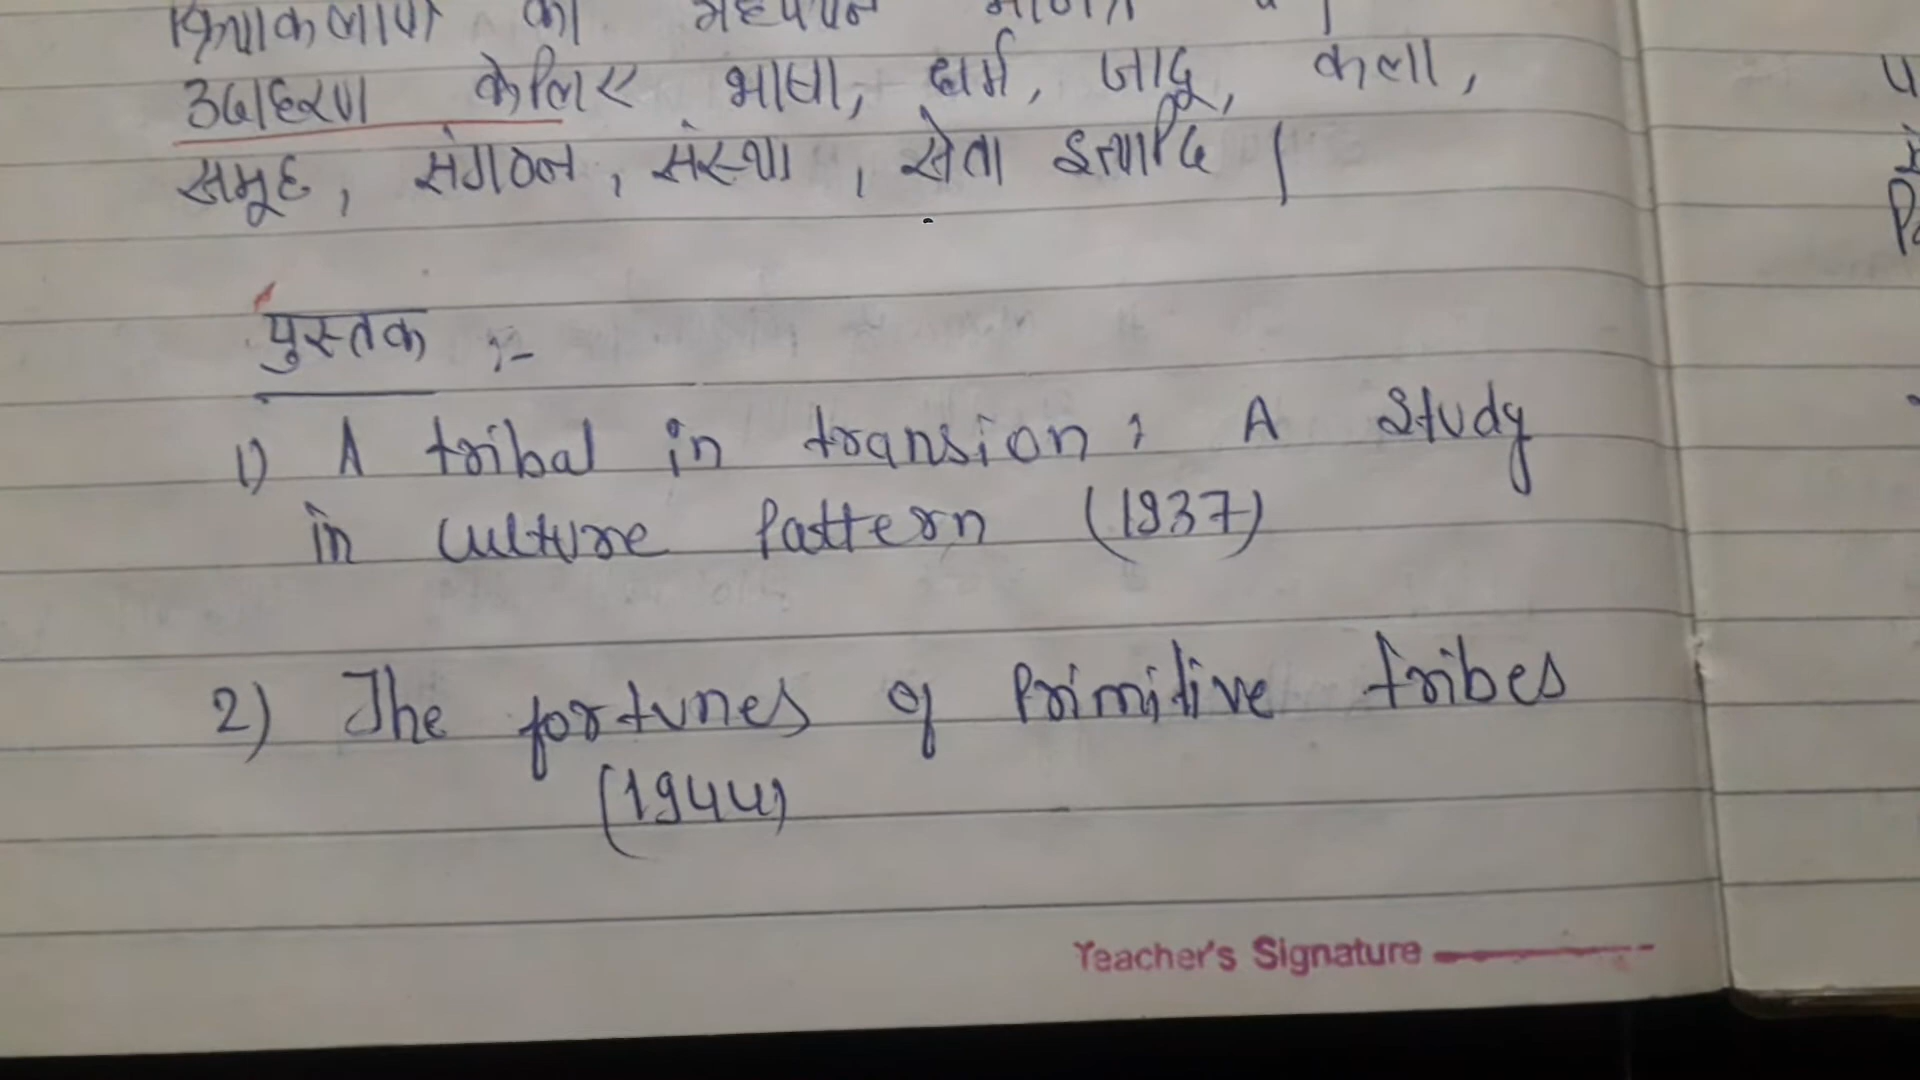 क्रियाकलापों का
उदाहरण केलिए भाषा, धर्म, जादू, कला,
समूह, संगठन, संस्था, सेता इत्यादि |
पुस्तक :-
1) A tribal in transion : A Study
in culture Pattern (1937)
2) The fortunes of Primitive tribes
(1944)
Teacher's Signature